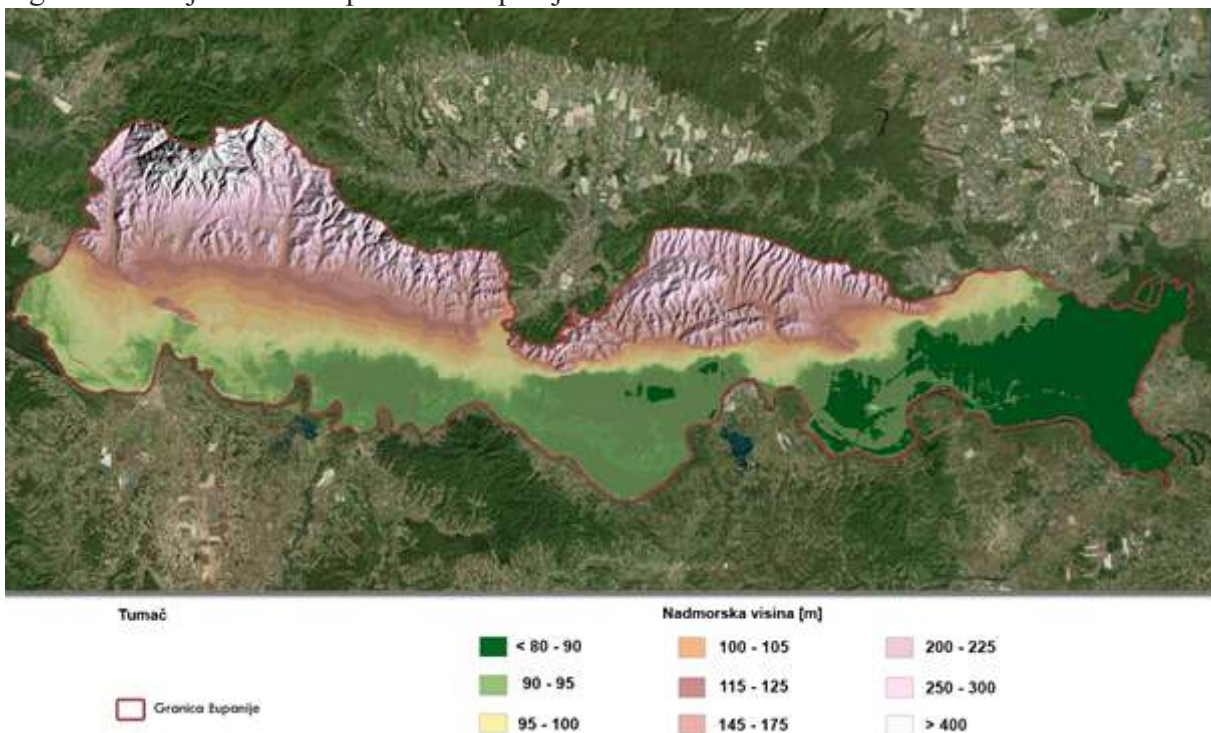 Tumač
Nadmorska visina [m]
< 80 - 90
100 - 105
200 - 225
90 - 95
115 - 125
250 - 300
Granica županije
95 - 100
145 - 175
> 400